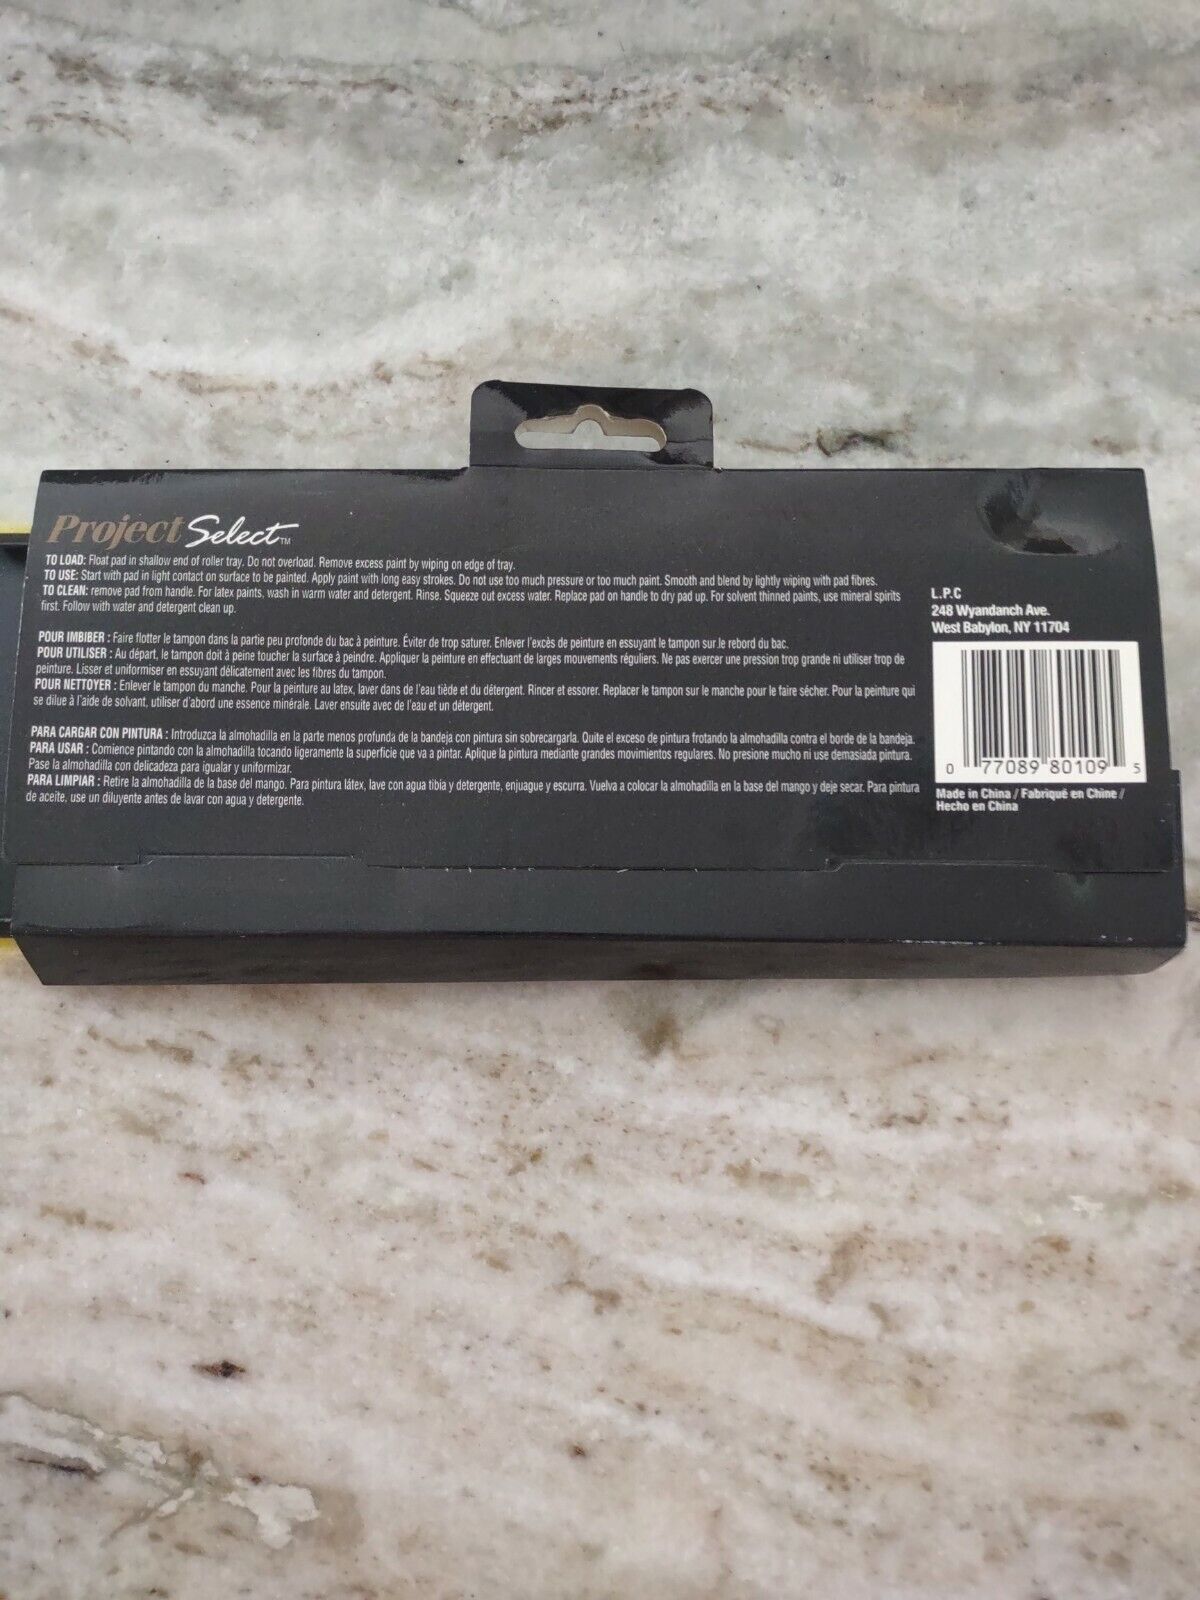 Project Select™
TO LOAD: Float pad in shallow end of roller tray. Do not overload. Remove excess paint by wiping on edge of tray.
TO USE: Start with pad in light contact on surface to be painted. Apply paint with long easy strokes. Do not use too much pressure or too much paint. Smooth and blend by lightly wiping with pad fibres.
TO CLEAN: remove pad from handle. For latex paints, wash in warm water and detergent. Rinse. Squeeze out excess water. Replace pad on handle to dry pad up. For solvent thinned paints, use mineral spirits
first. Follow with water and detergent clean up.
POUR IMBIBER : Faire flotter le tampon dans la partie peu profonde du bac à peinture. Éviter de trop saturer. Enlever l'excés de peinture en essuyant le tampon sur le rebord du bac.
POUR UTILISER : Au départ, le tampon doit à peine toucher la surface à peindre. Appliquer la peinture en effectuant de larges mouvements réguliers. Ne pas exercer une pression trop grande ni utiliser trop de
peinture. Lisser et uniformiser en essuyant délicatement avec les fibres du tampon.
POUR NETTOYER : Enlever le tampon du manche. Pour la peinture au latex, laver dans de l'eau tiède et du détergent. Rincer et essorer. Replacer le tampon sur le manche pour le faire sécher. Pour la peinture qui
se dilue à l'aide de solvant, utiliser d'abord une essence minérale. Laver ensuite avec de l'eau et un détergent.
PARA CARGAR CON PINTURA : Introduzca la almohadilla en la parte menos profunda de la bandeja con pintura sin sobrecargarla. Quite el exceso de pintura frotando la almohadilla contra el borde de la bandeja.
PARA USAR : Comience pintando con la almohadilla tocando ligeramente la superficie que va a pintar. Aplique la pintura mediante grandes movimientos regulares. No presione mucho ni use demasiada pintura.
Pase la almohadilla con delicadeza para igualar y uniformizar.
PARA LIMPIAR : Retire la almohadilla de la base del mango. Para pintura látex, lave con agua tibia y detergente, enjuague y escurra. Vuelva a colocar la almohadilla en la base del mango y deje secar. Para pintura
de aceite, use un diluyente antes de lavar con agua y detergente.
L.P.C
248 Wyandanch Ave.
West Babylon, NY 11704
0 77089 80109 5
Made in China / Fabriqué en Chine /
Hecho en China